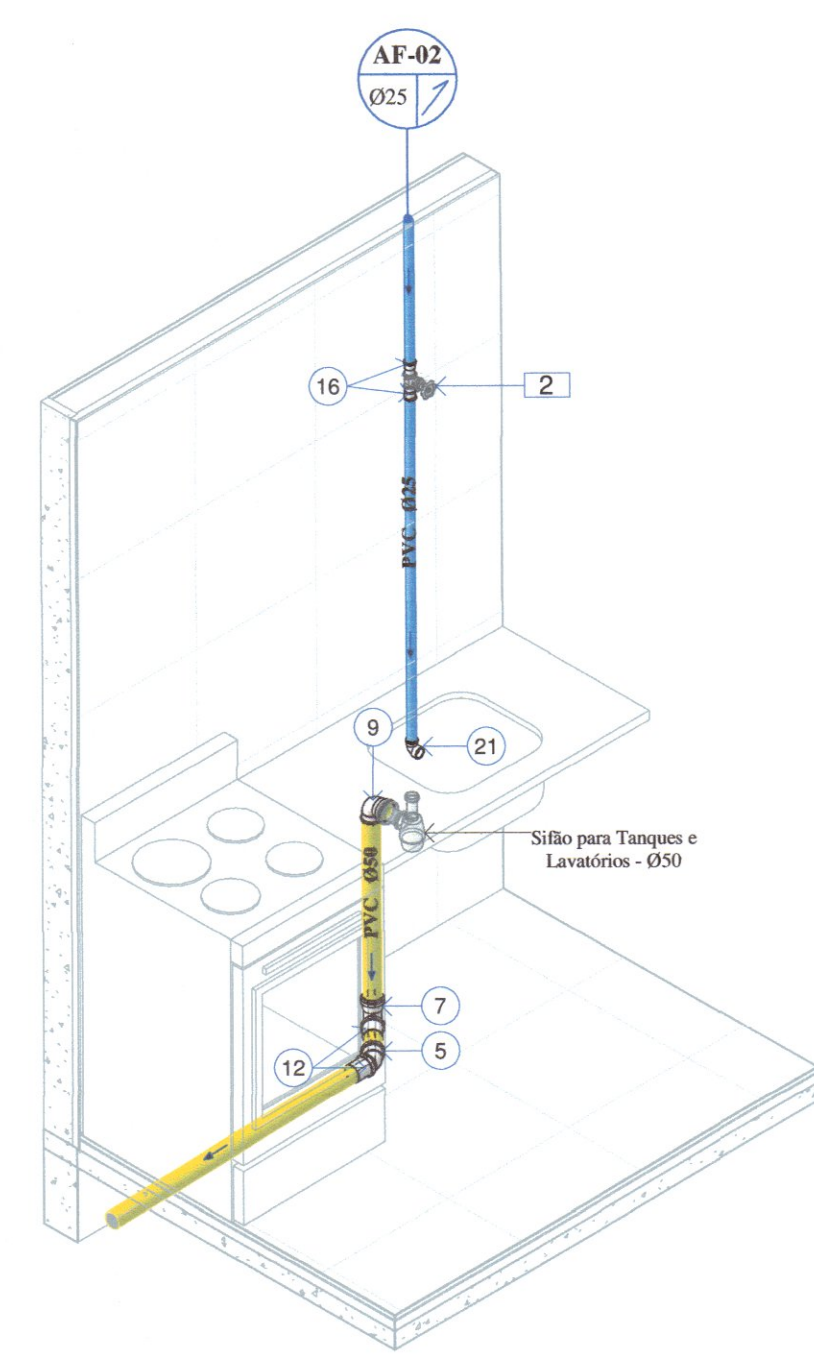 AF-02
Ø25
16
2
PVC Ø25
9
21
Sifão para Tanques e
Lavatórios - Ø50
PVC Ø50
7
12
5